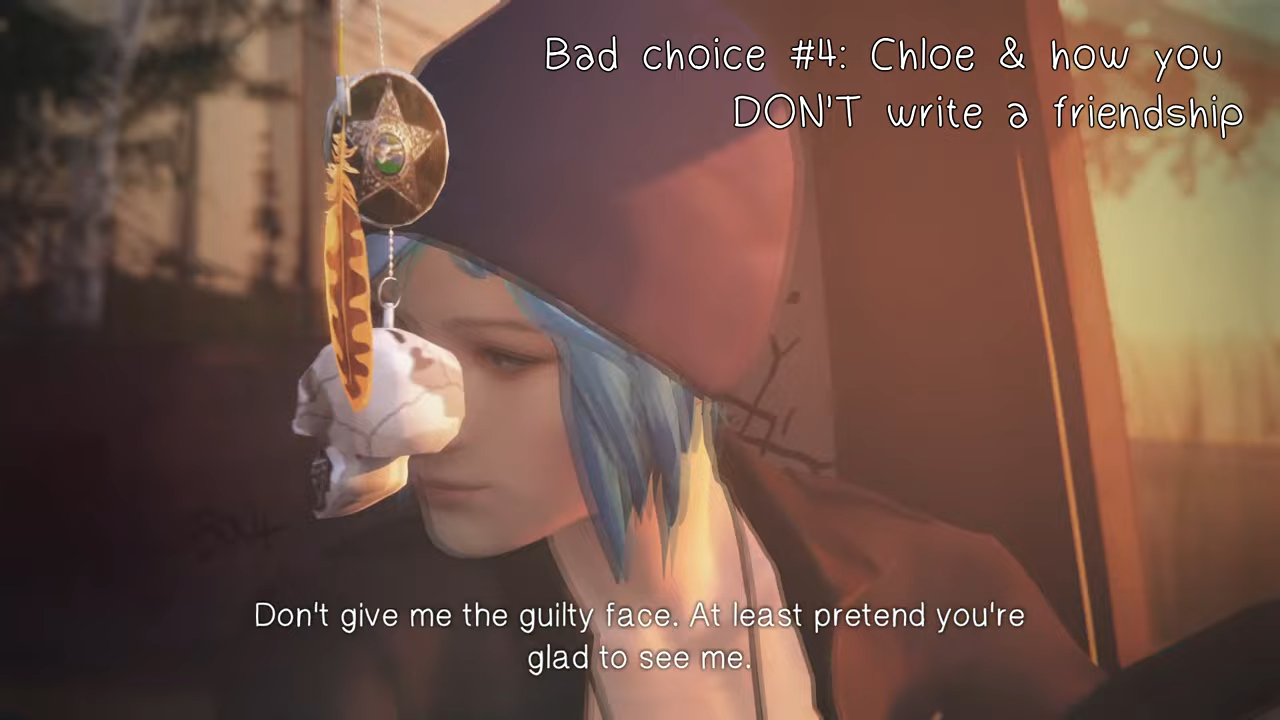 Bad choice #4: Chloe & how you
DON'T write a friendship
Don't give me the guilty face. At least pretend you're
glad to see me.